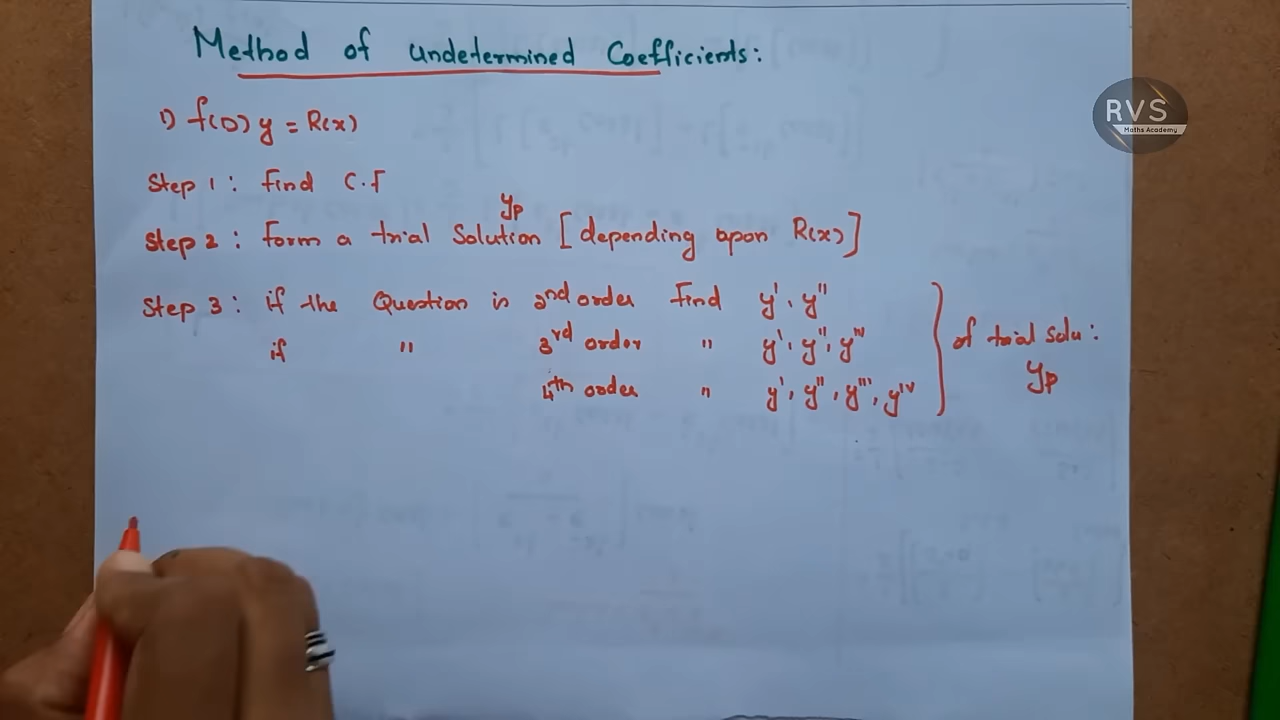 Method of undetermined Coefficients:
1) f(D) y = R(x)
Step 1: find C.f
yp
Step 2: form a trial Solution [depending upon R(x)]
Step 3: if the Question is 2nd order find y', y''
if " 3rd order " y', y'', y'''
4th order " y', y'', y''', y'v
of trial solu:
yp
RVS
Maths Academy